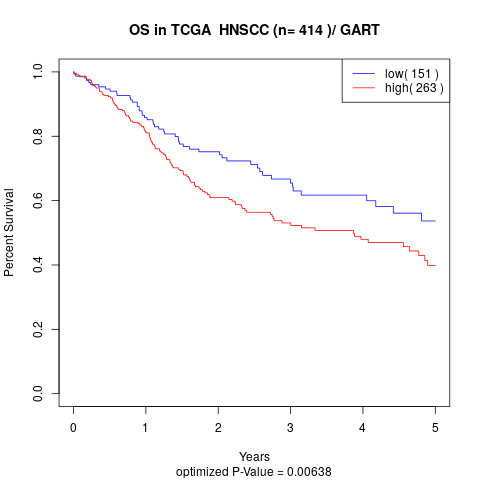 OS in TCGA  HNSCC (n= 414 )/ GART
low( 151 )
high( 263 )
Percent Survival
1.0
0.8
0.6
0.4
0.2
0.0
0 1 2 3 4 5
Years
optimized P-Value = 0.00638